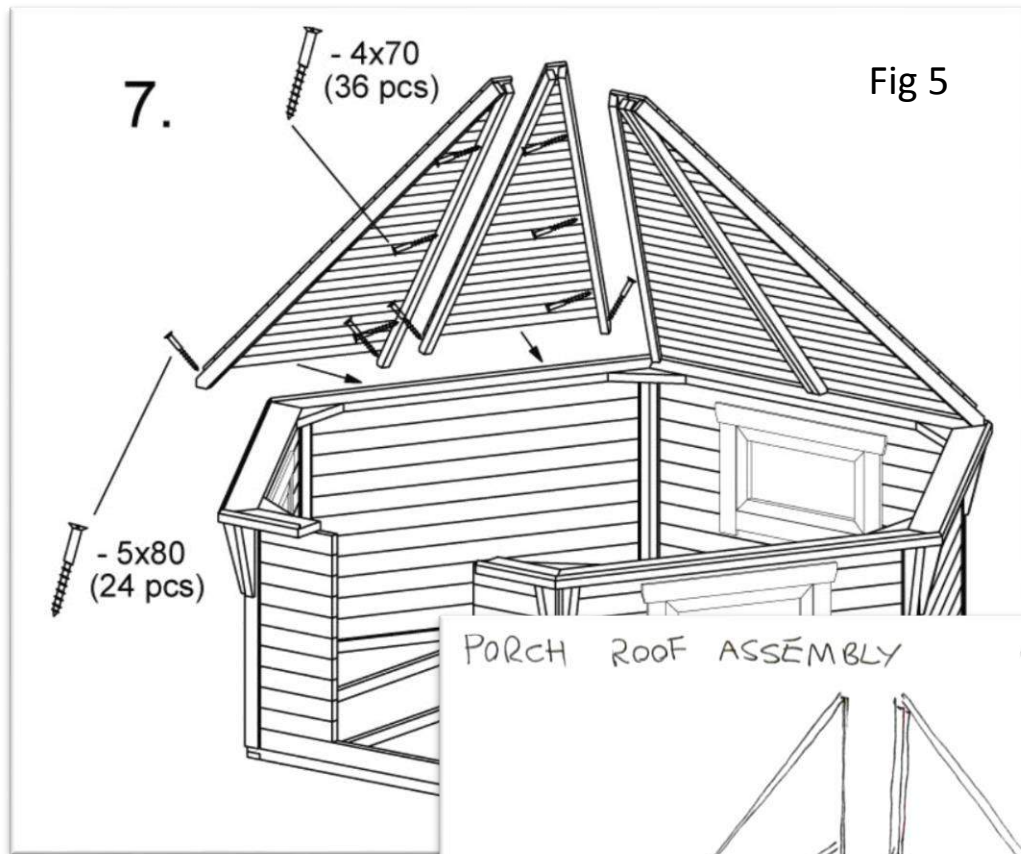 7.
- 4x70
(36 pcs)
Fig 5
- 5x80
(24 pcs)
PORCH ROOF ASSEMBLY